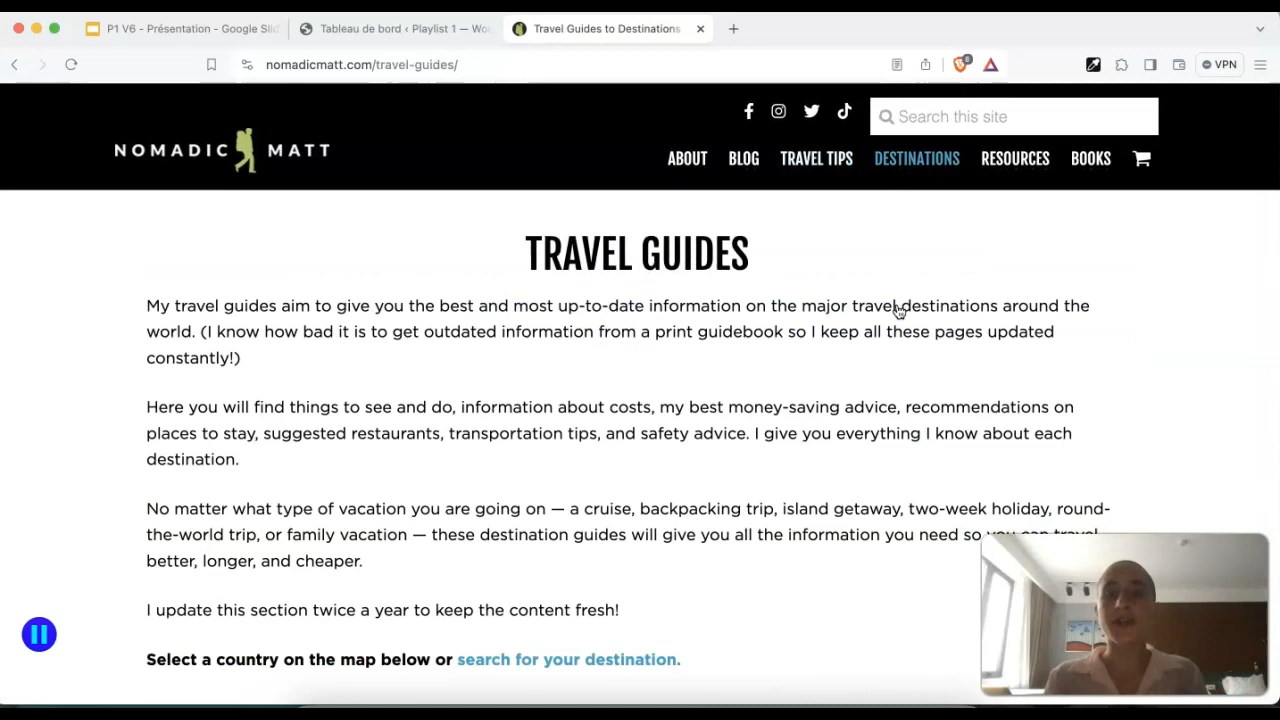 P1 V6 - Présentation - Google Slid
Tableau de bord ‹ Playlist 1 — Wo
Travel Guides to Destinations
nomadicmatt.com/travel-guides/
8
VPN
Search this site
NOMADIC MATT
ABOUT BLOG TRAVEL TIPS DESTINATIONS RESOURCES BOOKS
TRAVEL GUIDES
My travel guides aim to give you the best and most up-to-date information on the major travel destinations around the
world. (I know how bad it is to get outdated information from a print guidebook so I keep all these pages updated
constantly!)
Here you will find things to see and do, information about costs, my best money-saving advice, recommendations on
places to stay, suggested restaurants, transportation tips, and safety advice. I give you everything I know about each
destination.
No matter what type of vacation you are going on — a cruise, backpacking trip, island getaway, two-week holiday, round-
the-world trip, or family vacation — these destination guides will give you all the information you need so you can travel
better, longer, and cheaper.
I update this section twice a year to keep the content fresh!
Select a country on the map below or search for your destination.